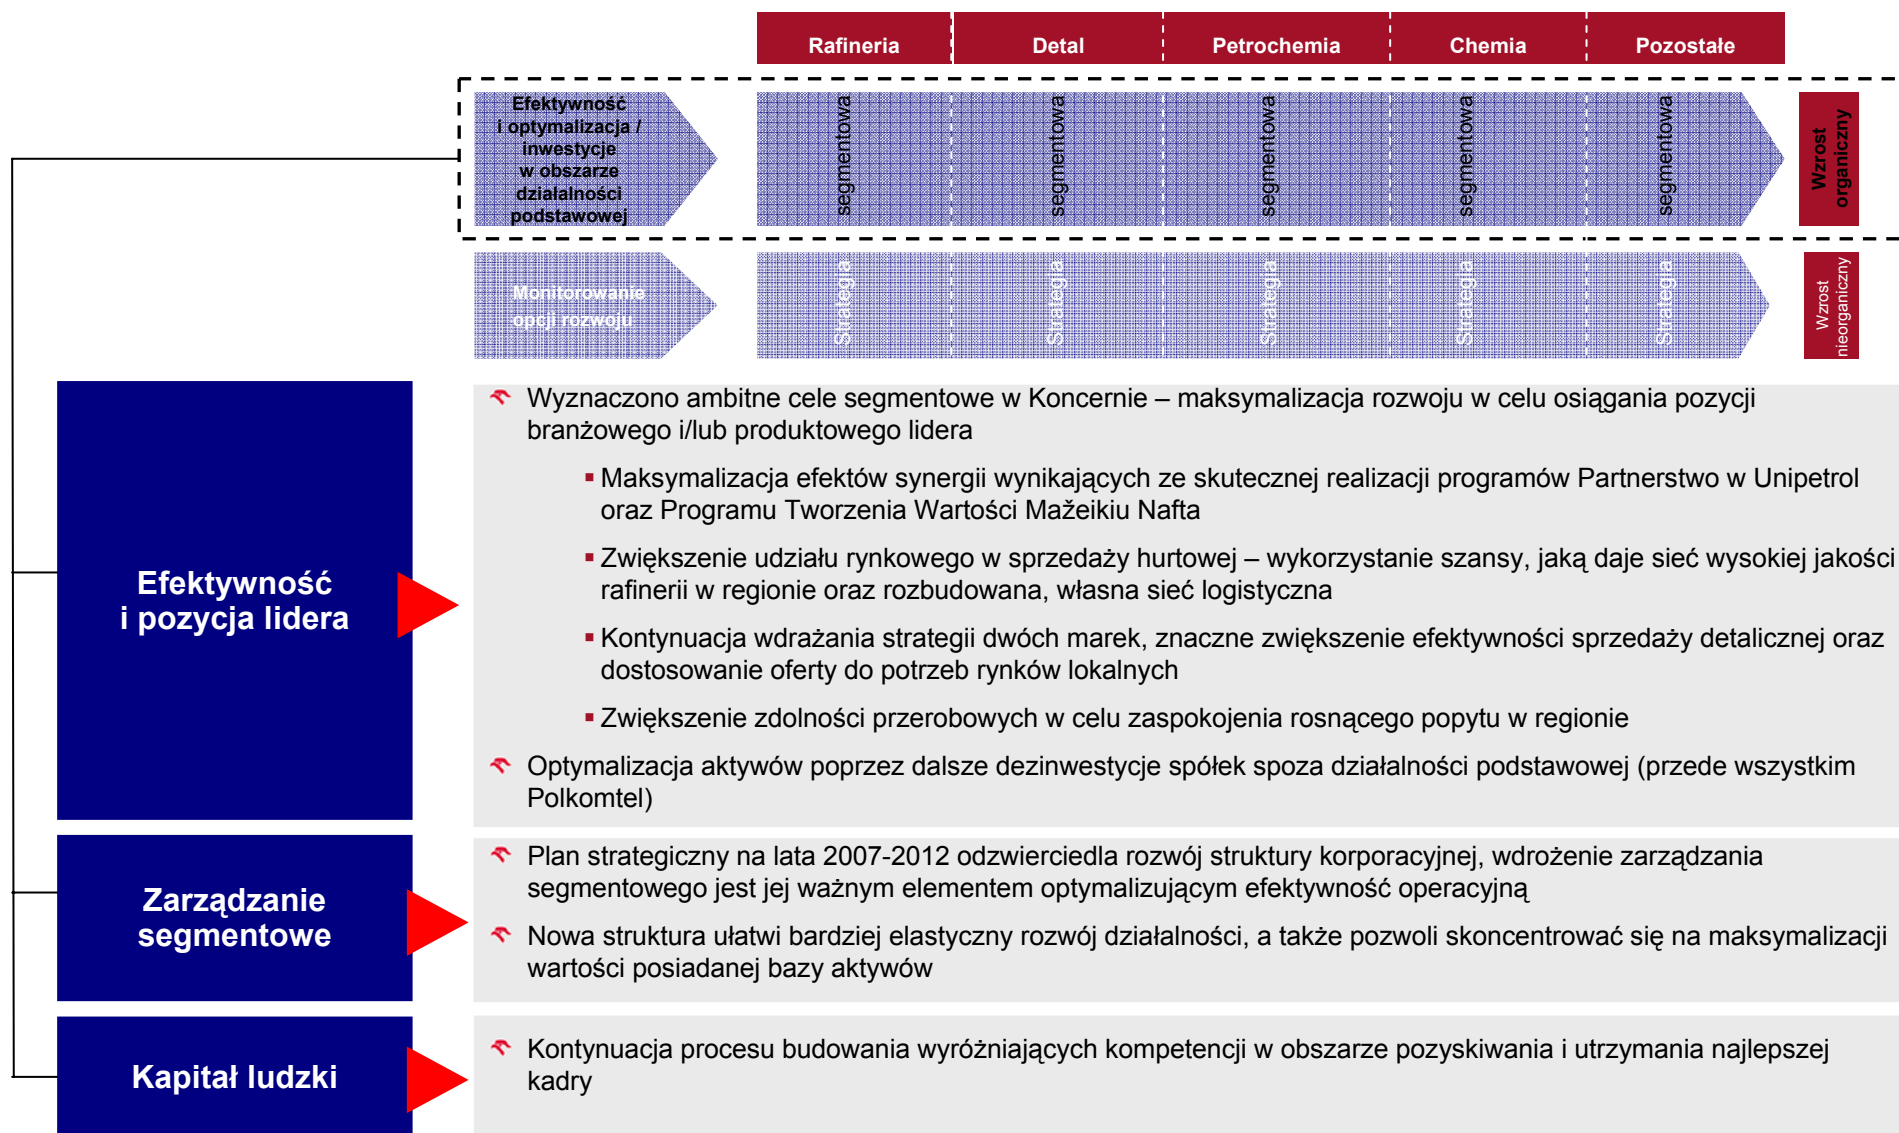 Rafineria Detal Petrochemia Chemia Pozostałe
Efektywność
i optymalizacja /
inwestycje
w obszarze
działalności
podstawowej
segmentowa
segmentowa
segmentowa
segmentowa
segmentowa
Wzrost
organiczny
Monitorowanie
opcji rozwoju
Strategia
Strategia
Strategia
Strategia
Strategia
Wzrost
nieorganiczny
Efektywność
i pozycja lidera
Wyznaczono ambitne cele segmentowe w Koncernie – maksymalizacja rozwoju w celu osiągania pozycji
branżowego i/lub produktowego lidera
Maksymalizacja efektów synergii wynikających ze skutecznej realizacji programów Partnerstwo w Unipetrol
oraz Programu Tworzenia Wartości Mažeikiu Nafta
Zwiększenie udziału rynkowego w sprzedaży hurtowej – wykorzystanie szansy, jaką daje sieć wysokiej jakości
rafinerii w regionie oraz rozbudowana, własna sieć logistyczna
Kontynuacja wdrażania strategii dwóch marek, znaczne zwiększenie efektywności sprzedaży detalicznej oraz
dostosowanie oferty do potrzeb rynków lokalnych
Zwiększenie zdolności przerobowych w celu zaspokojenia rosnącego popytu w regionie
Optymalizacja aktywów poprzez dalsze dezinwestycje spółek spoza działalności podstawowej (przede wszystkim
Polkomtel)
Zarządzanie
segmentowe
Plan strategiczny na lata 2007-2012 odzwierciedla rozwój struktury korporacyjnej, wdrożenie zarządzania
segmentowego jest jej ważnym elementem optymalizującym efektywność operacyjną
Nowa struktura ułatwi bardziej elastyczny rozwój działalności, a także pozwoli skoncentrować się na maksymalizacji
wartości posiadanej bazy aktywów
Kapitał ludzki
Kontynuacja procesu budowania wyróżniających kompetencji w obszarze pozyskiwania i utrzymania najlepszej
kadry